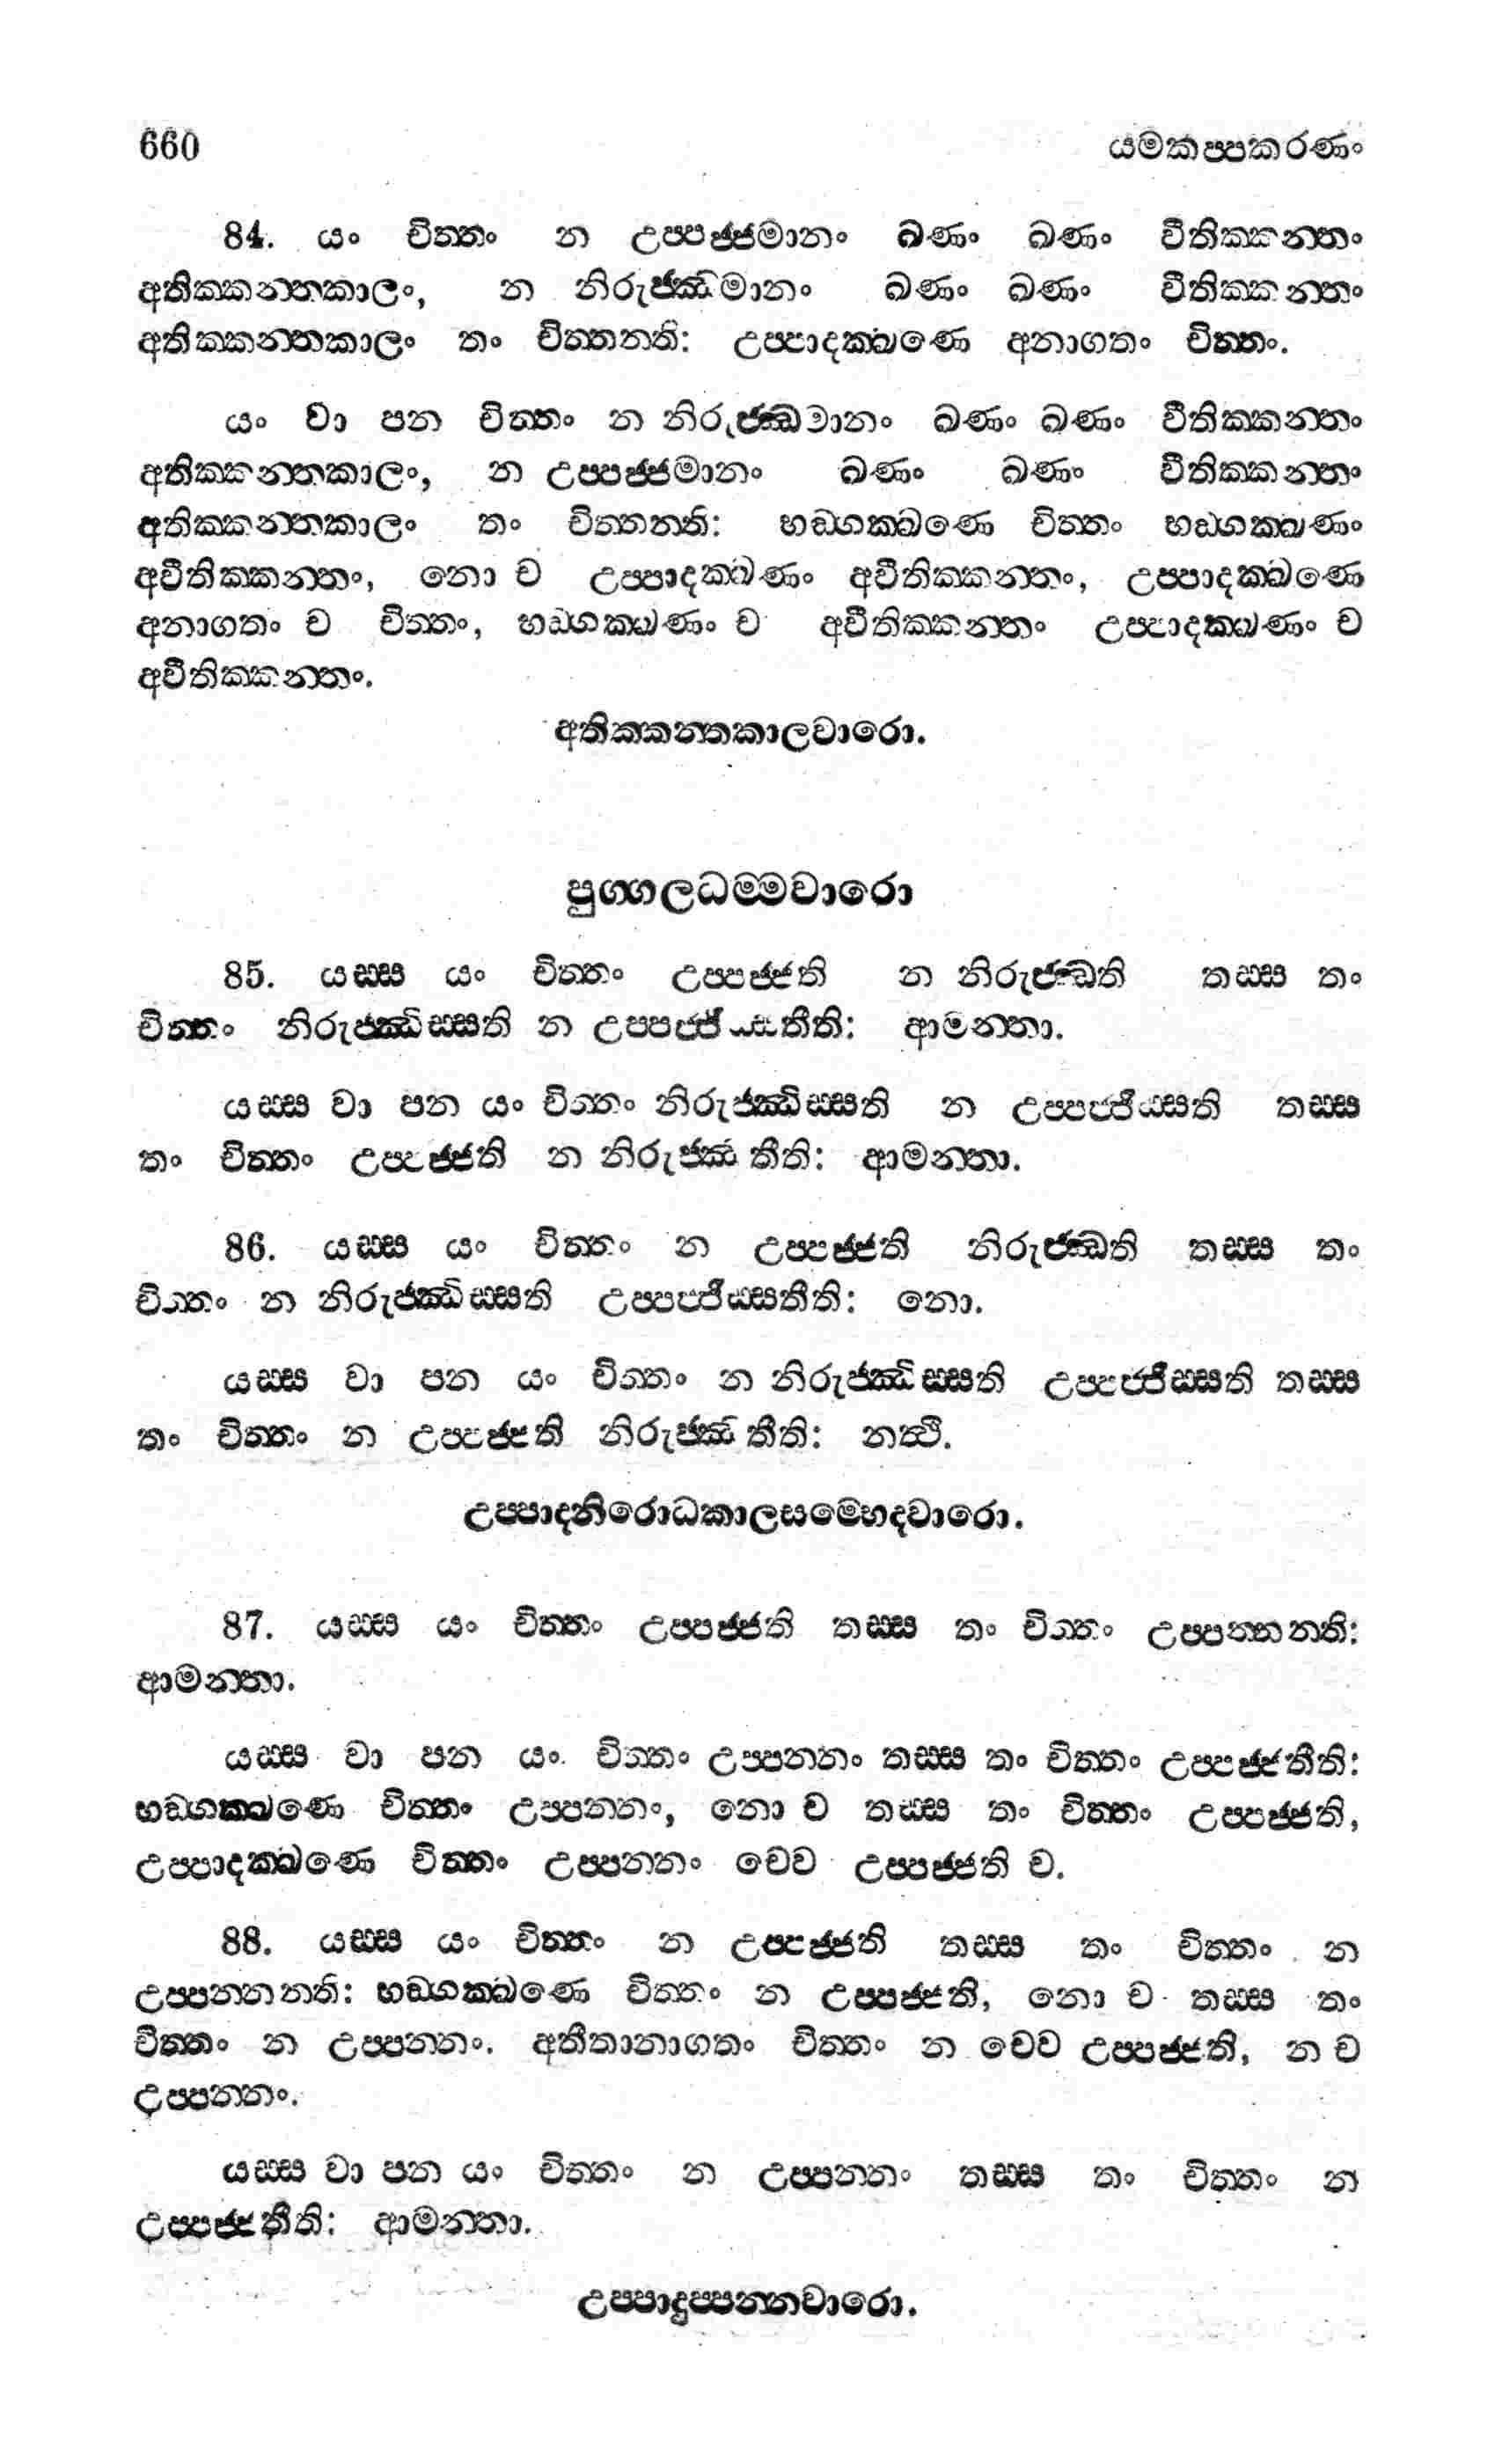 660 යමකප්පකරණං
84. යං චිත්තං න උප්පජ්ජමානං ඛණං ඛණං වීතික්කන්තං
අතික්කන්තකාලං, න නිරුජ්ඣමානං ඛණං ඛණං වීතික්කන්තං
අතික්කන්තකාලං තං චිත්තන්ති: උප්පාදක්ඛණෙ අනාගතං චිත්තං.
යං වා පන චිත්තං න නිරුජ්ඣමානං ඛණං ඛණං වීතික්කන්තං
අතික්කන්තකාලං, න උප්පජ්ජමානං ඛණං ඛණං වීතික්කන්තං
අතික්කන්තකාලං තං චිත්තන්ති: භඞ්ගක්ඛණෙ චිත්තං භඞ්ගක්ඛණං
අවීතික්කන්තං, නො ච උප්පාදක්ඛණං අවීතික්කන්තං, උප්පාදක්ඛණෙ
අනාගතං ච චිත්තං, භඞ්ගක්ඛණං ච අවීතික්කන්තං උප්පාදක්ඛණං ච
අවීතික්කන්තං.
අතික්කන්තකාලවාරො.
පුග්ගලධම්මවාරො
85. යස්ස යං චිත්තං උප්පජ්ජති න නිරුජ්ඣති තස්ස තං
චිත්තං නිරුජ්ඣිස්සති න උප්පජ්ජිස්සතීති: ආමන්තා.
යස්ස වා පන යං චිත්තං නිරුජ්ඣිස්සති න උප්පජ්ජිස්සති තස්ස
තං චිත්තං උප්පජ්ජති න නිරුජ්ඣතීති: ආමන්තා.
86. යස්ස යං චිත්තං න උප්පජ්ජති නිරුජ්ඣති තස්ස තං
චිත්තං න නිරුජ්ඣිස්සති උප්පජ්ජිස්සතීති: නො.
යස්ස වා පන යං චිත්තං න නිරුජ්ඣිස්සති උප්පජ්ජිස්සති තස්ස
තං චිත්තං න උප්පජ්ජති නිරුජ්ඣතීති: නත්ථි.
උප්පාදනිරොධකාලසම්භෙදවාරො.
87. යස්ස යං චිත්තං උප්පජ්ජති තස්ස තං චිත්තං උප්පන්නන්ති:
ආමන්තා.
යස්ස වා පන යං චිත්තං උප්පන්නං තස්ස තං චිත්තං උප්පජ්ජතීති:
භඞ්ගක්ඛණෙ චිත්තං උප්පන්නං, නො ච තස්ස තං චිත්තං උප්පජ්ජති,
උප්පාදක්ඛණෙ චිත්තං උප්පන්නං චෙව උප්පජ්ජති ච.
88. යස්ස යං චිත්තං න උප්පජ්ජති තස්ස තං චිත්තං න
උප්පන්නන්ති: භඞ්ගක්ඛණෙ චිත්තං න උප්පජ්ජති, නො ච තස්ස තං
චිත්තං න උප්පන්නං. අතීතානාගතං චිත්තං න චෙව උප්පජ්ජති, න ච
උප්පන්නං.
යස්ස වා පන යං චිත්තං න උප්පන්නං තස්ස තං චිත්තං න
උප්පජ්ජතීති: ආමන්තා.
උප්පාදුප්පන්නවාරො.